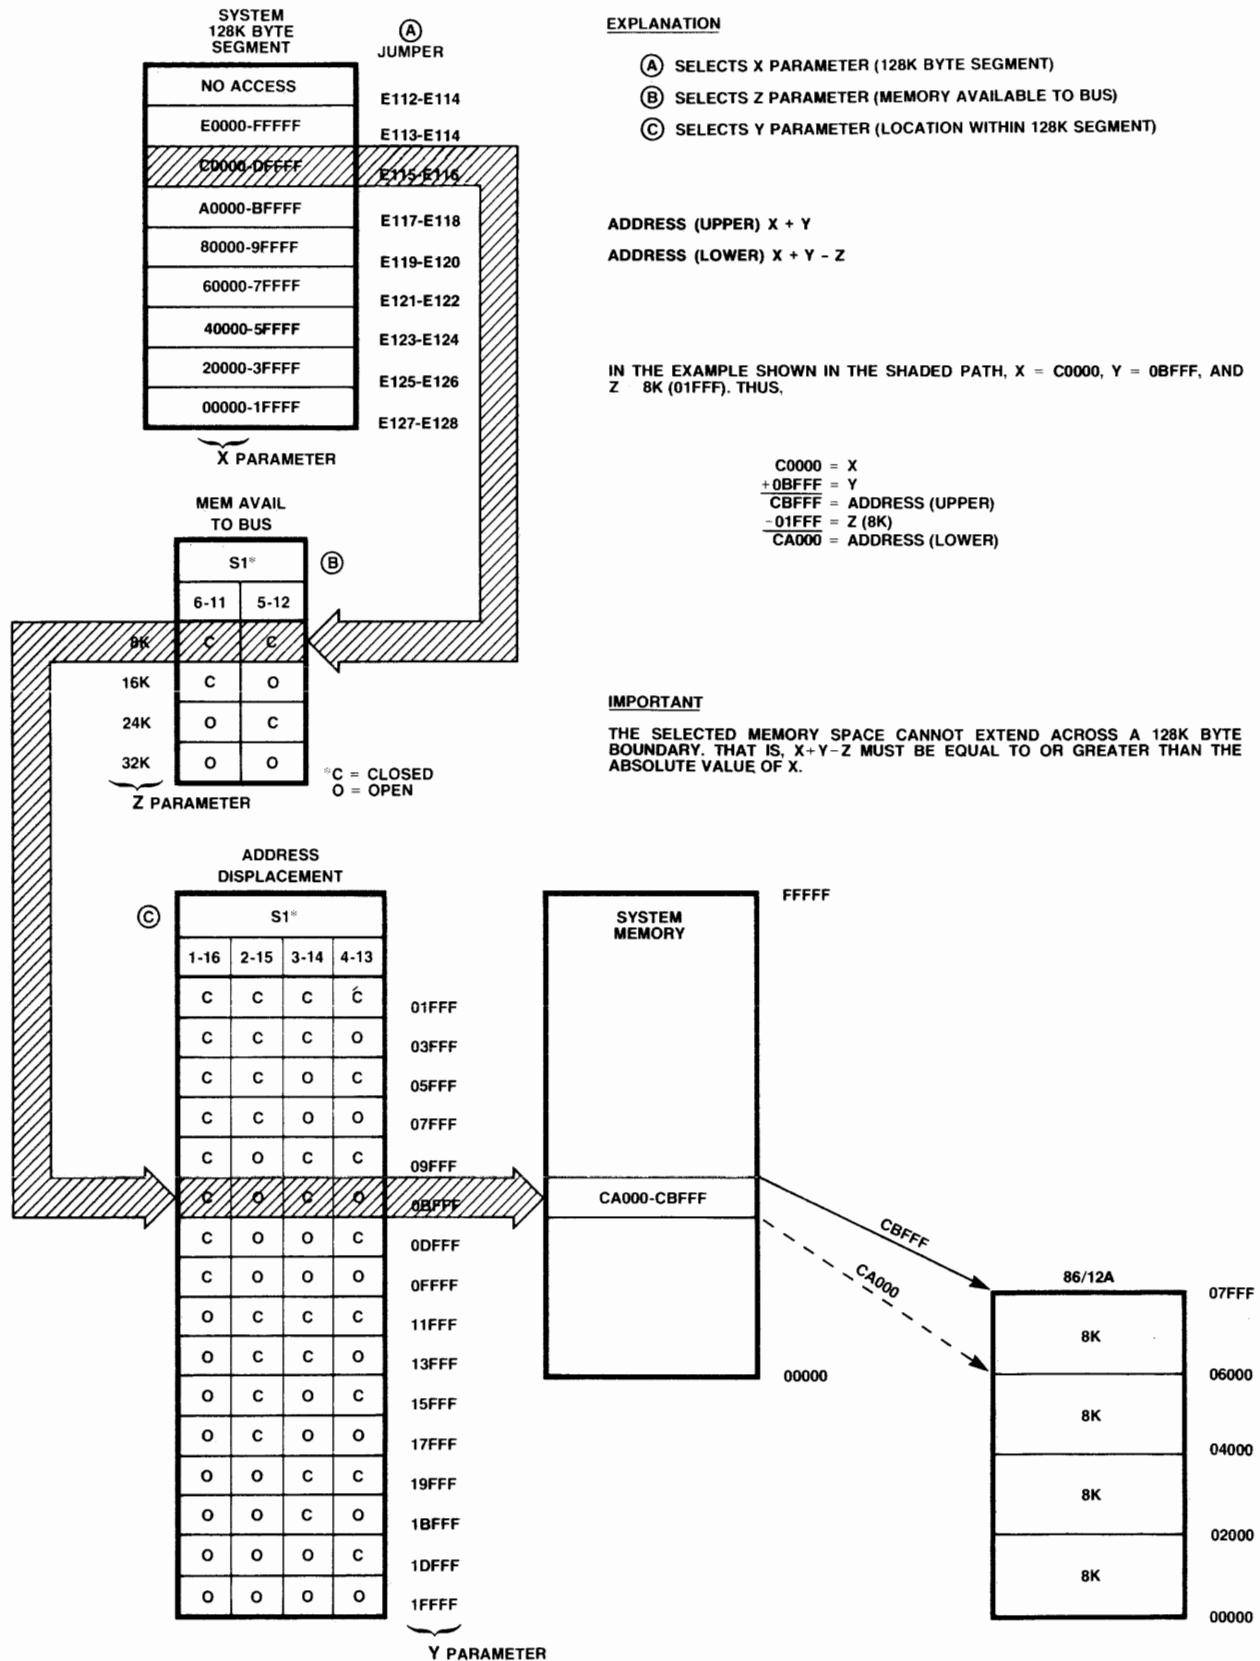 SYSTEM
128K BYTE
SEGMENT
A
JUMPER
NO ACCESS
E112-E114
E0000-FFFFF
E113-E114
C0000-DFFFF
E115-E116
A0000-BFFFF
E117-E118
80000-9FFFF
E119-E120
60000-7FFFF
E121-E122
40000-5FFFF
E123-E124
20000-3FFFF
E125-E126
00000-1FFFF
E127-E128
X PARAMETER
EXPLANATION
A SELECTS X PARAMETER (128K BYTE SEGMENT)
B SELECTS Z PARAMETER (MEMORY AVAILABLE TO BUS)
C SELECTS Y PARAMETER (LOCATION WITHIN 128K SEGMENT)
ADDRESS (UPPER) X + Y
ADDRESS (LOWER) X + Y - Z
IN THE EXAMPLE SHOWN IN THE SHADED PATH, X = C0000, Y = 0BFFF, AND
Z 8K (01FFF). THUS,
C0000 = X
+0BFFF = Y
CBFFF = ADDRESS (UPPER)
-01FFF = Z (8K)
CA000 = ADDRESS (LOWER)
MEM AVAIL
TO BUS
S1* B
6-11 5-12
8K C C
16K C O
24K O C
32K O O
*C = CLOSED
O = OPEN
Z PARAMETER
IMPORTANT
THE SELECTED MEMORY SPACE CANNOT EXTEND ACROSS A 128K BYTE
BOUNDARY. THAT IS, X+Y-Z MUST BE EQUAL TO OR GREATER THAN THE
ABSOLUTE VALUE OF X.
ADDRESS
DISPLACEMENT
C S1*
1-16 2-15 3-14 4-13
C C C C 01FFF
C C C O 03FFF
C C O C 05FFF
C C O O 07FFF
C O C C 09FFF
C O C O 0BFFF
C O O C 0DFFF
C O O O 0FFFF
O C C C 11FFF
O C C O 13FFF
O C O C 15FFF
O C O O 17FFF
O O C C 19FFF
O O C O 1BFFF
O O O C 1DFFF
O O O O 1FFFF
Y PARAMETER
SYSTEM
MEMORY
FFFFF
CA000-CBFFF
00000
CBFFF
CA000
86/12A
07FFF
8K
06000
8K
04000
8K
02000
8K
00000